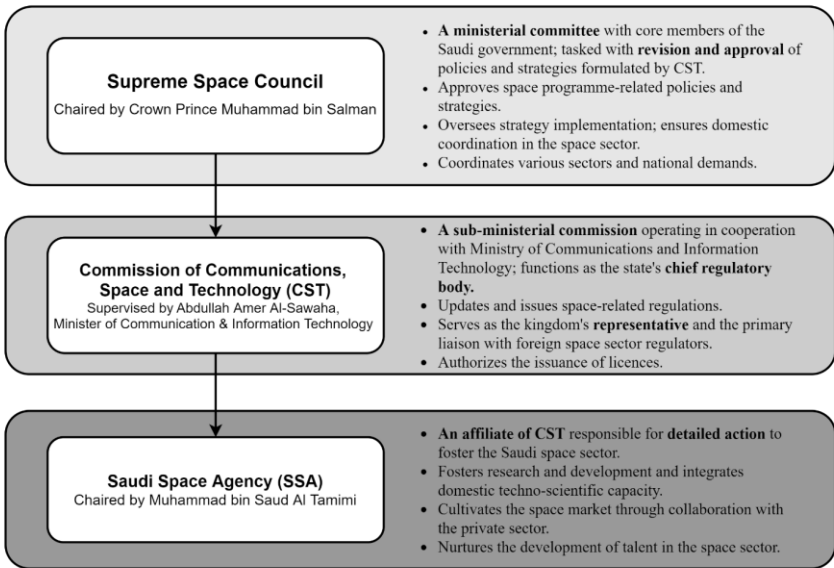 Supreme Space Council
Chaired by Crown Prince Muhammad bin Salman
• A ministerial committee with core members of the
Saudi government; tasked with revision and approval of
policies and strategies formulated by CST.
• Approves space programme-related policies and
strategies.
• Oversees strategy implementation; ensures domestic
coordination in the space sector.
• Coordinates various sectors and national demands.
Commission of Communications,
Space and Technology (CST)
Supervised by Abdullah Amer Al-Sawaha,
Minister of Communication & Information Technology
• A sub-ministerial commission operating in cooperation
with Ministry of Communications and Information
Technology; functions as the state's chief regulatory
body.
• Updates and issues space-related regulations.
• Serves as the kingdom's representative and the primary
liaison with foreign space sector regulators.
• Authorizes the issuance of licences.
Saudi Space Agency (SSA)
Chaired by Muhammad bin Saud Al Tamimi
• An affiliate of CST responsible for detailed action to
foster the Saudi space sector.
• Fosters research and development and integrates
domestic techno-scientific capacity.
• Cultivates the space market through collaboration with
the private sector.
• Nurtures the development of talent in the space sector.